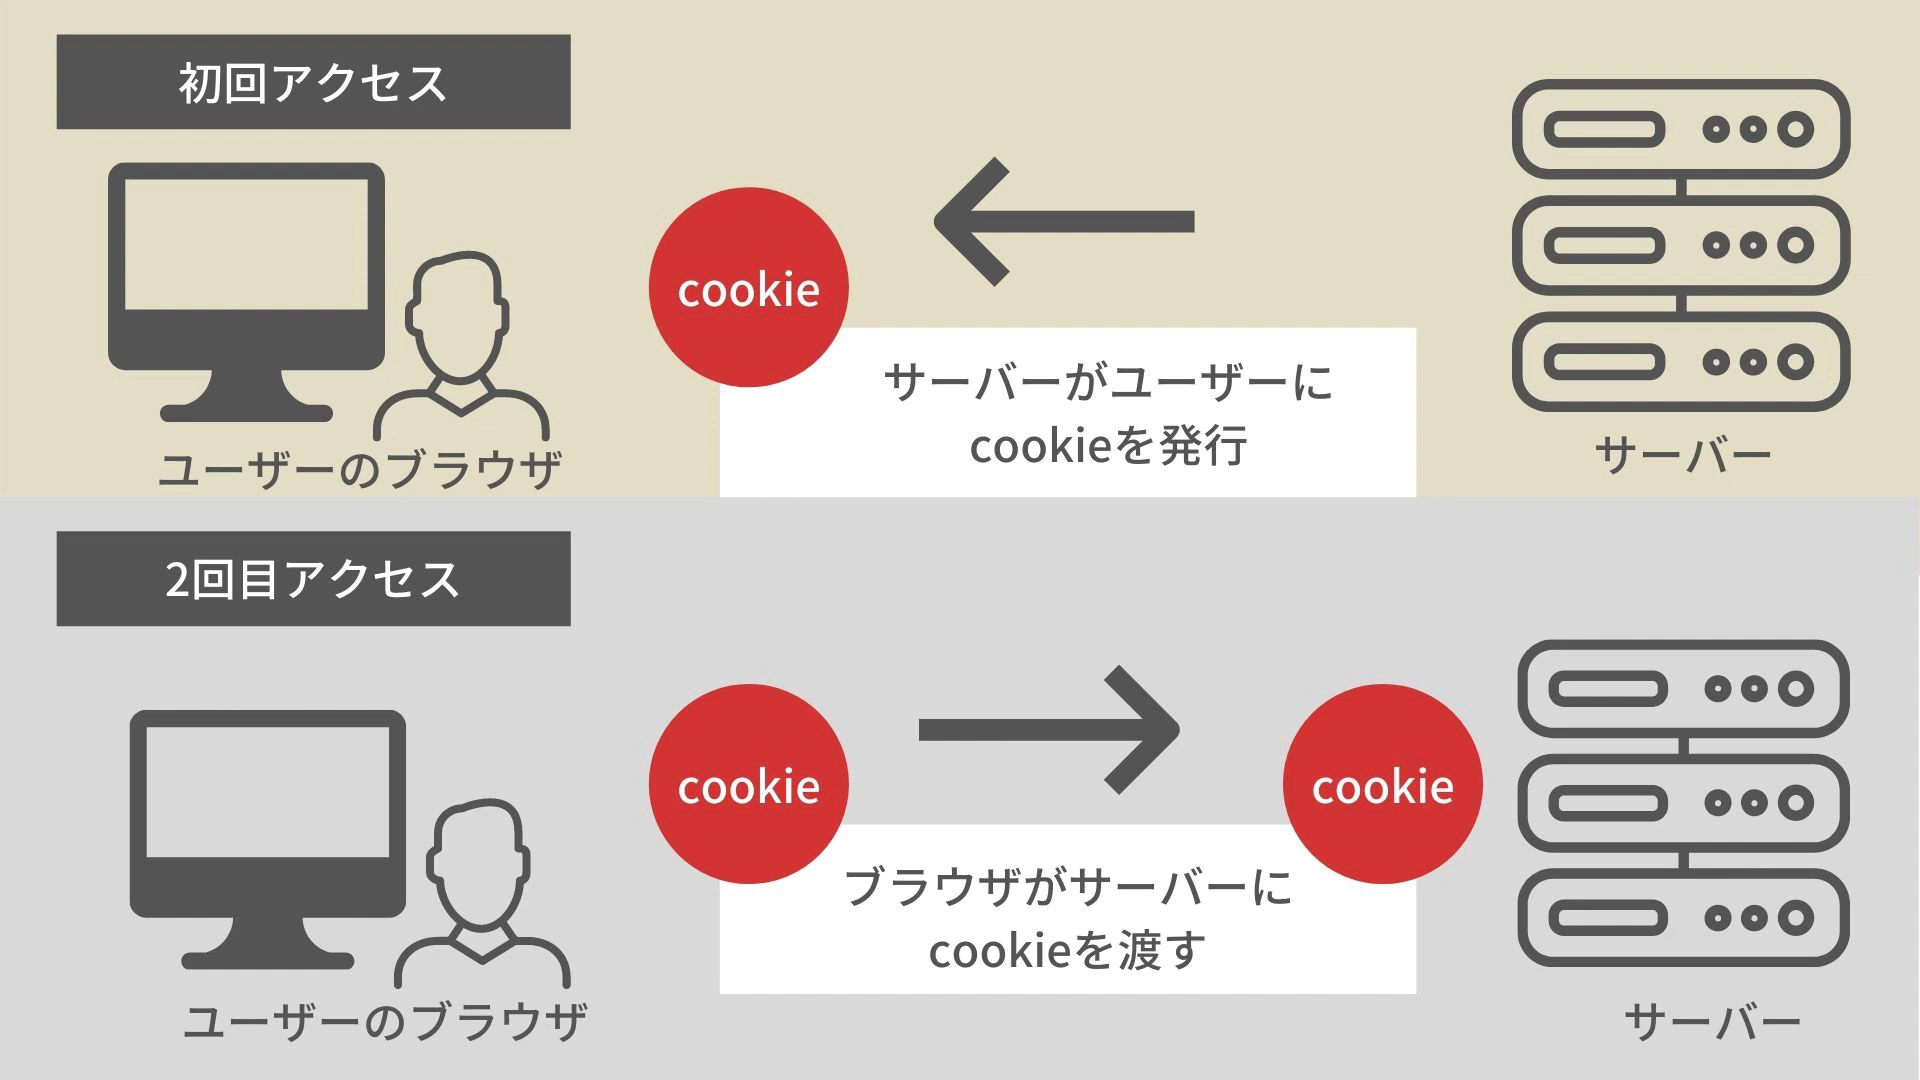 初回アクセス
cookie
サーバーがユーザーに
cookieを発行
ユーザーのブラウザ
サーバー
2回目アクセス
cookie
cookie
ブラウザがサーバーに
cookieを渡す
ユーザーのブラウザ
サーバー